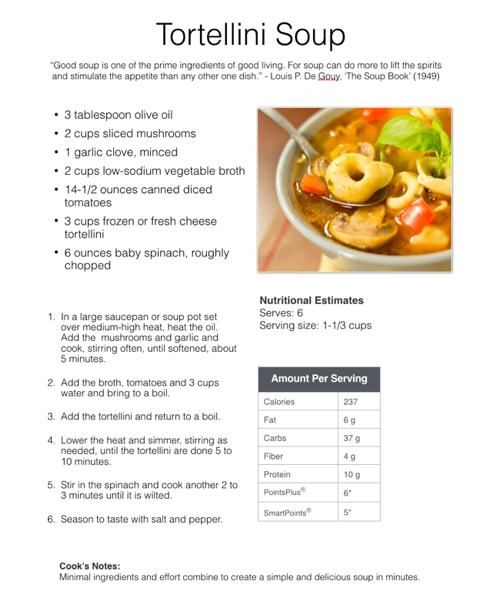 Tortellini Soup
“Good soup is one of the prime ingredients of good living. For soup can do more to lift the spirits
and stimulate the appetite than any other one dish.” - Louis P. De Gouy, ‘The Soup Book’ (1949)
• 3 tablespoon olive oil
• 2 cups sliced mushrooms
• 1 garlic clove, minced
• 2 cups low-sodium vegetable broth
• 14-1/2 ounces canned diced
tomatoes
• 3 cups frozen or fresh cheese
tortellini
• 6 ounces baby spinach, roughly
chopped
1. In a large saucepan or soup pot set
over medium-high heat, heat the oil.
Add the mushrooms and garlic and
cook, stirring often, until softened, about
5 minutes.
2. Add the broth, tomatoes and 3 cups
water and bring to a boil.
3. Add the tortellini and return to a boil.
4. Lower the heat and simmer, stirring as
needed, until the tortellini are done 5 to
10 minutes.
5. Stir in the spinach and cook another 2 to
3 minutes until it is wilted.
6. Season to taste with salt and pepper.
Nutritional Estimates
Serves: 6
Serving size: 1-1/3 cups
Amount Per Serving
Calories 237
Fat 6 g
Carbs 37 g
Fiber 4 g
Protein 10 g
PointsPlus® 6*
SmartPoints® 5*
Cook's Notes:
Minimal ingredients and effort combine to create a simple and delicious soup in minutes.